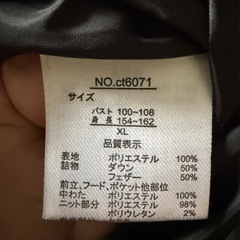 NO.ct6071
サイズ
バスト 100~108
身長 154~162
XL
品質表示
表地 ポリエステル 100%
詰物 ダウン 50%
フェザー 50%
前立、フード、ポケット他部位
中わた ポリエステル 100%
ニット部分 ポリエステル 98%
ポリウレタン 2%